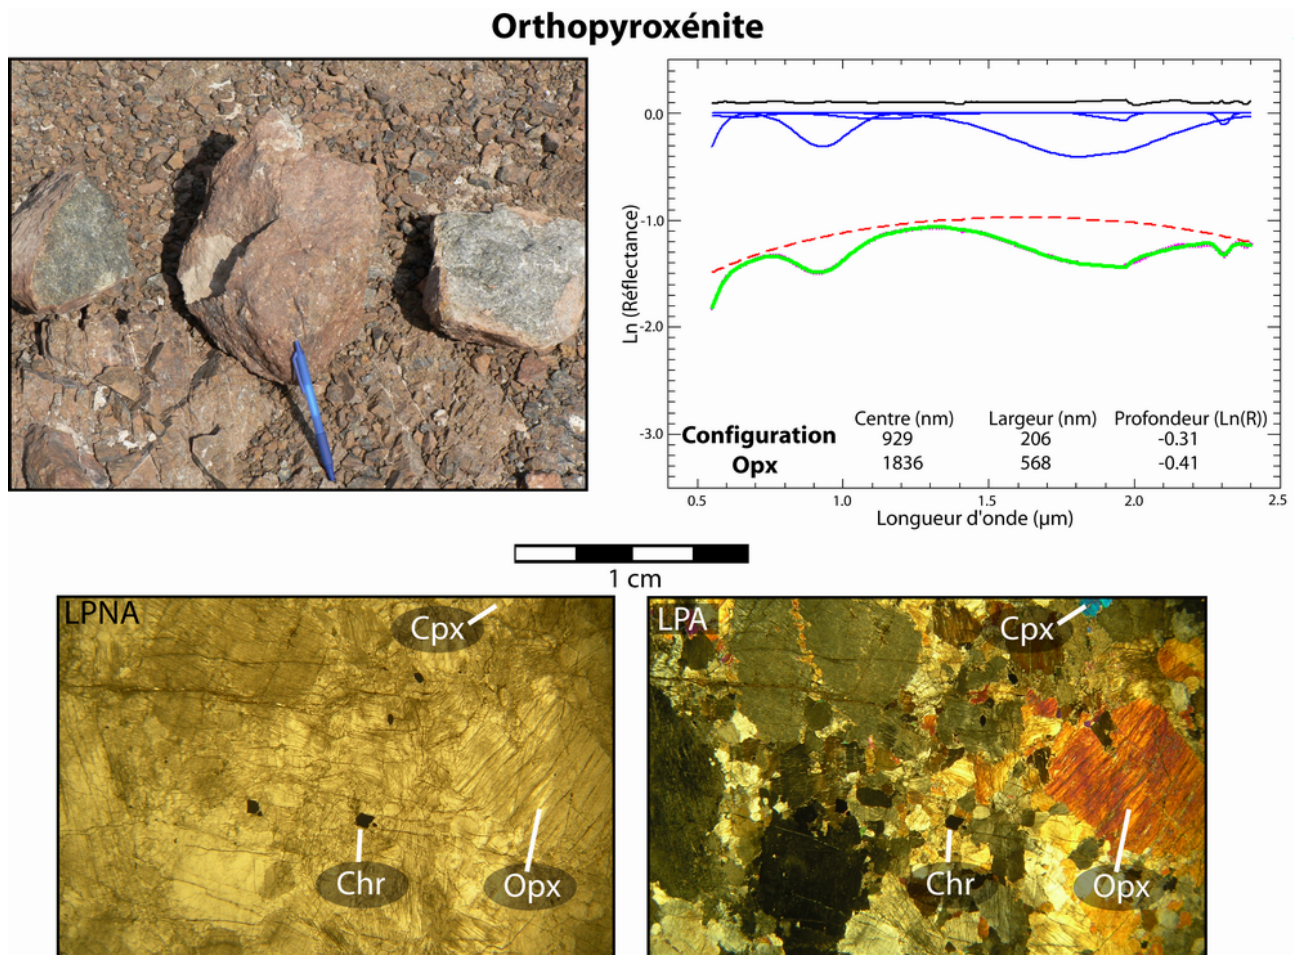 Orthopyroxénite
Ln (Réflectance)
0.0
-1.0
-2.0
-3.0
Centre (nm) Largeur (nm) Profondeur (Ln(R))
Configuration 929 206 -0.31
Opx 1836 568 -0.41
0.5 1.0 1.5 2.0 2.5
Longueur d'onde (µm)
1 cm
LPNA
Cpx
Chr
Opx
LPA
Cpx
Chr
Opx